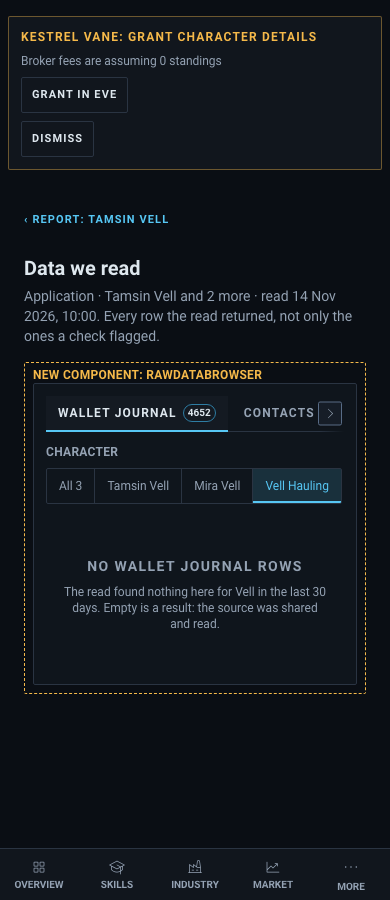 KESTREL VANE: GRANT CHARACTER DETAILS
Broker fees are assuming 0 standings
GRANT IN EVE
DISMISS
‹ REPORT: TAMSIN VELL
Data we read
Application · Tamsin Vell and 2 more · read 14 Nov
2026, 10:00. Every row the read returned, not only the
ones a check flagged.
NEW COMPONENT: RAWDATABROWSER
WALLET JOURNAL 4652 CONTACTS
CHARACTER
All 3 Tamsin Vell Mira Vell Vell Hauling
NO WALLET JOURNAL ROWS
The read found nothing here for Vell in the last 30
days. Empty is a result: the source was shared
and read.
OVERVIEW SKILLS INDUSTRY MARKET MORE